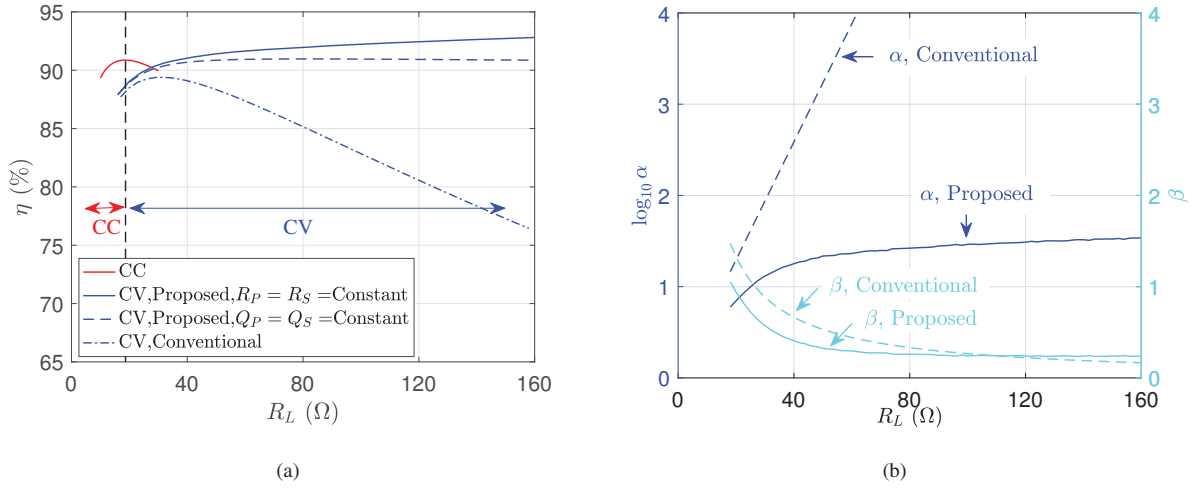 95
90
85
80
75
70
65
η (%)
CC
CV
CC
CV,Proposed,R_P = R_S =Constant
CV,Proposed,Q_P = Q_S =Constant
CV,Conventional
0
40
80
120
160
R_L (Ω)
(a)
4
3
2
1
0
log₁₀ α
α, Conventional
α, Proposed
β, Conventional
β, Proposed
4
3
2
1
0
β
0
40
80
120
160
R_L (Ω)
(b)